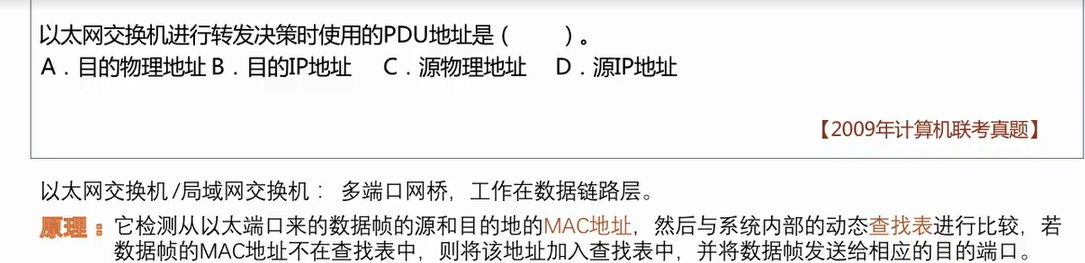 以太网交换机进行转发决策时使用的PDU地址是（　　）。
A．目的物理地址 B．目的IP地址　C．源物理地址　D．源IP地址
【2009年计算机联考真题】
以太网交换机/局域网交换机：多端口网桥，工作在数据链路层。
原理：它检测从以太端口来的数据帧的源和目的地的MAC地址，然后与系统内部的动态查找表进行比较，若
数据帧的MAC地址不在查找表中，则将该地址加入查找表中，并将数据帧发送给相应的目的端口。